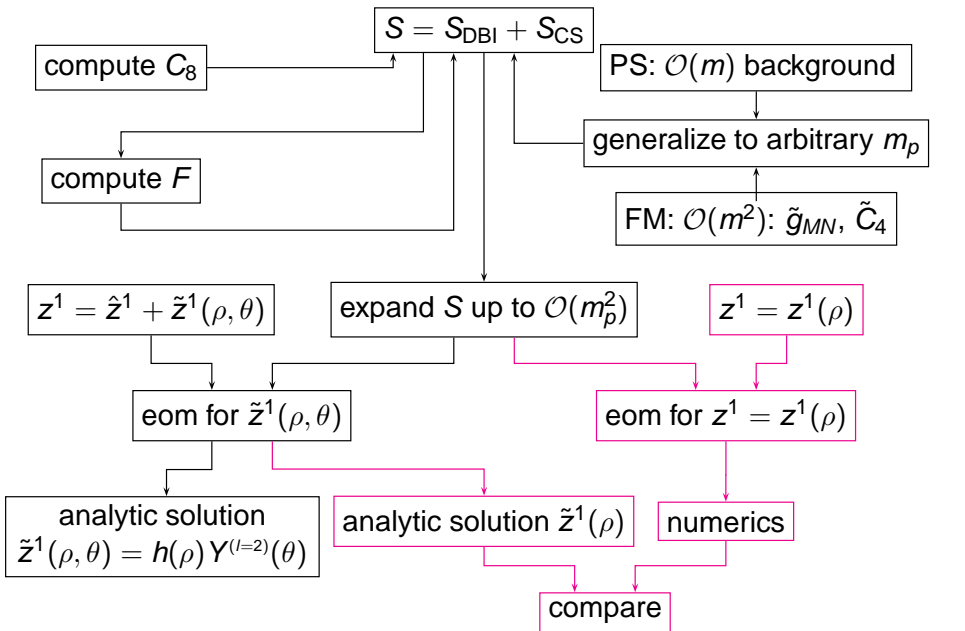 S = S_DBI + S_CS
compute C_8
PS: 𝒪(m) background
generalize to arbitrary m_p
compute F
FM: 𝒪(m²): g̃_MN, C̃_4
z¹ = ẑ¹ + z̃¹(ρ, θ)
expand S up to 𝒪(m_p²)
z¹ = z¹(ρ)
eom for z̃¹(ρ, θ)
eom for z¹ = z¹(ρ)
analytic solution
z̃¹(ρ, θ) = h(ρ) Y^(l=2)(θ)
analytic solution z̃¹(ρ)
numerics
compare